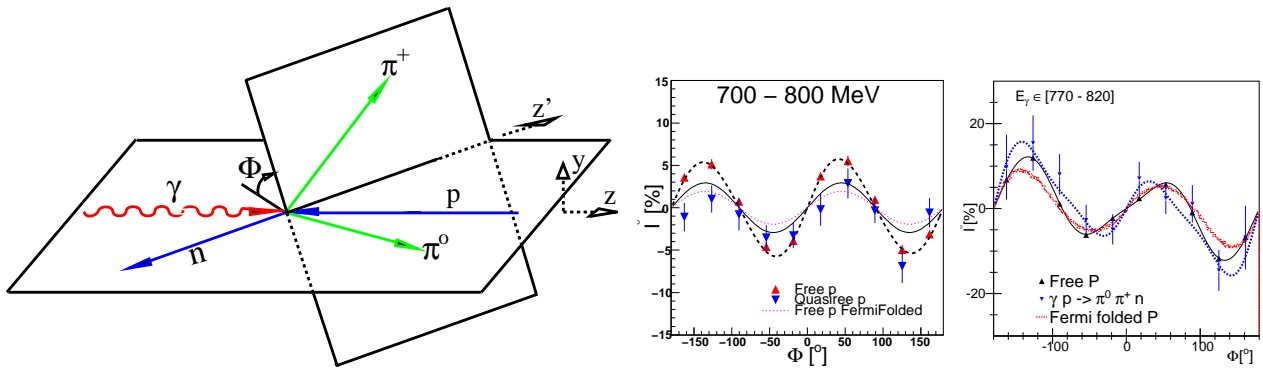 π+
z'
Φ
y
γ
p
z
n
πo
700 – 800 MeV
I° [%]
15
10
5
0
−5
−10
−15
Free p
Quasifree p
Free p FermiFolded
−150 −100 −50 0 50 100 150
Φ [°]
Eγ ∈ [770 - 820]
I° [%]
20
0
-20
Free P
γ p -> π0 π+ n
Fermi folded P
-100 0 100
Φ[°]